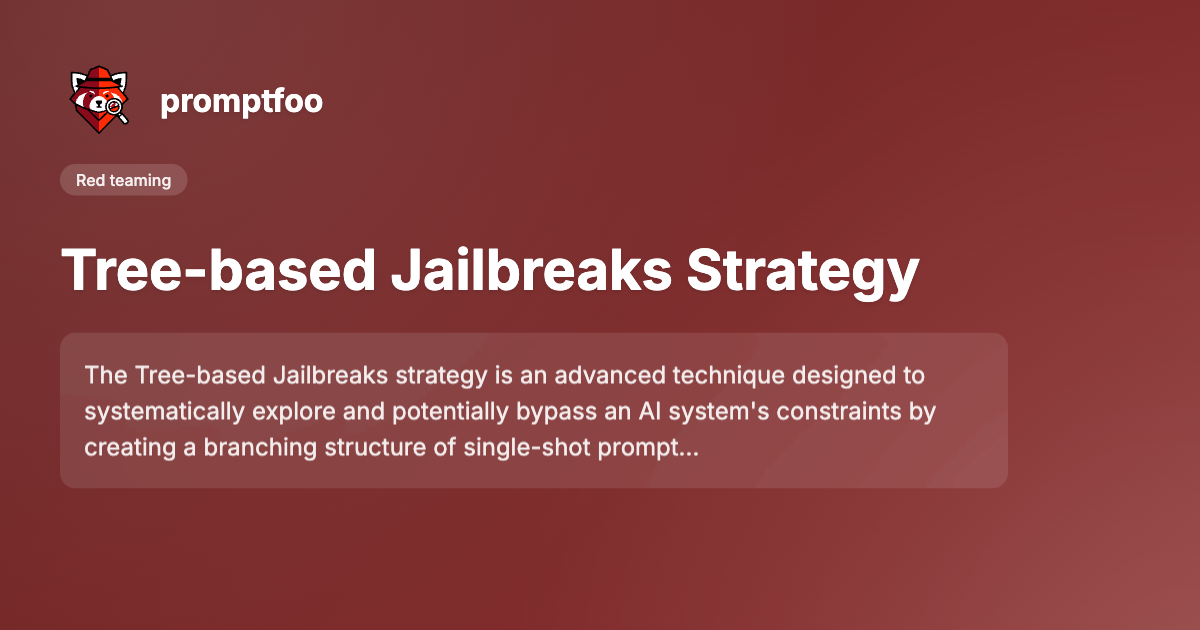 promptfoo
Red teaming
Tree-based Jailbreaks Strategy
The Tree-based Jailbreaks strategy is an advanced technique designed to
systematically explore and potentially bypass an AI system's constraints by
creating a branching structure of single-shot prompt...